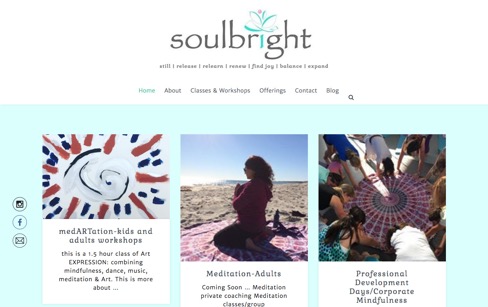 soulbright
still | release | relearn | renew | find joy | balance | expand
Home About Classes & Workshops Offerings Contact Blog
medARTation-kids and
adults workshops
this is a 1.5 hour class of Art
EXPRESSION: combining
mindfulness, dance, music,
meditation & Art. This is more
about ...
Meditation-Adults
Coming Soon ... Meditation
private coaching Meditation
classes/group
Professional
Development
Days/Corporate
Mindfulness